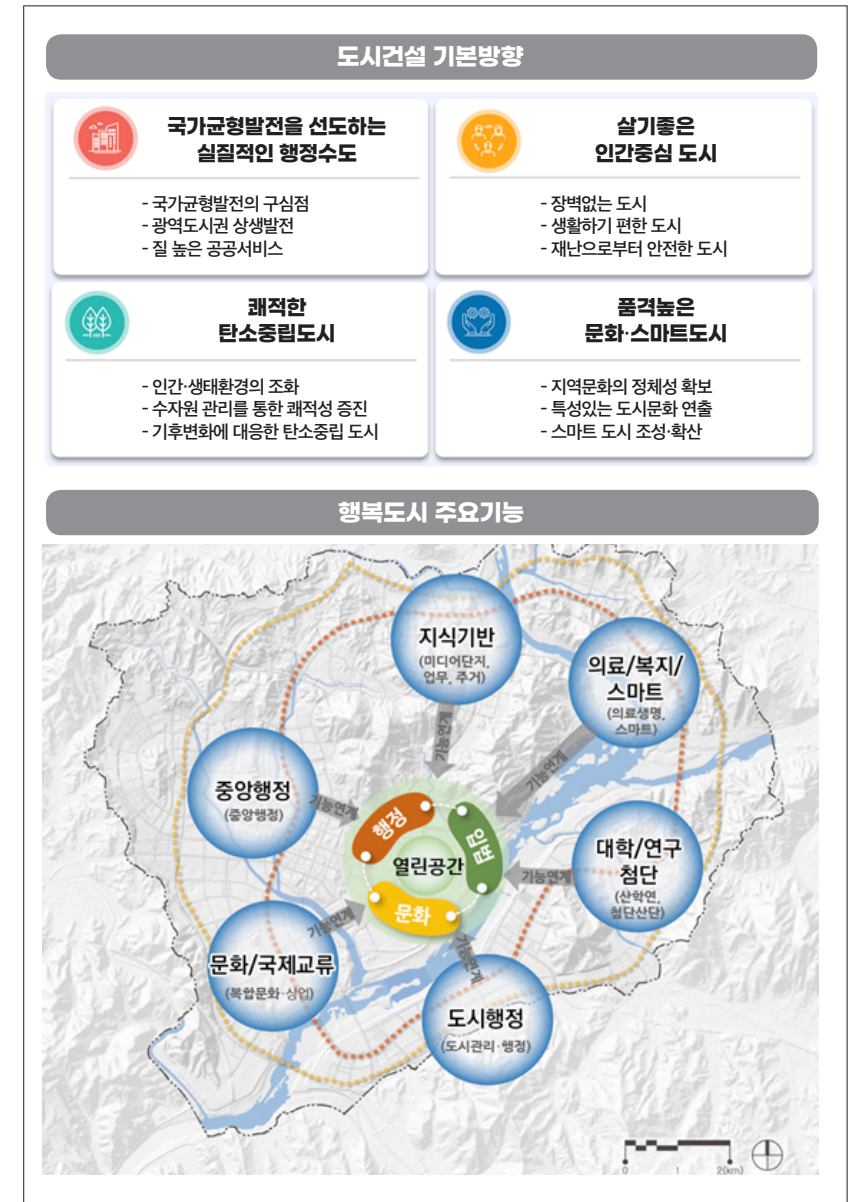 도시건설 기본방향
국가균형발전을 선도하는
실질적인 행정수도
- 국가균형발전의 구심점
- 광역도시권 상생발전
- 질 높은 공공서비스
살기좋은
인간중심 도시
- 장벽없는 도시
- 생활하기 편한 도시
- 재난으로부터 안전한 도시
쾌적한
탄소중립도시
- 인간·생태환경의 조화
- 수자원 관리를 통한 쾌적성 증진
- 기후변화에 대응한 탄소중립 도시
품격높은
문화·스마트도시
- 지역문화의 정체성 확보
- 특성있는 도시문화 연출
- 스마트 도시 조성·확산
행복도시 주요기능
지식기반
(미디어단지,
업무, 주거)
의료/복지/
스마트
(의료생명,
스마트)
기능연계
기능연계
중앙행정
(중앙행정)
기능연계
행정
입법
열린공간
문화
기능연계
대학/연구
첨단
(산학연,
첨단산단)
기능연계
문화/국제교류
(복합문화·상업)
기능연계
도시행정
(도시관리·행정)
0 1 2(km)